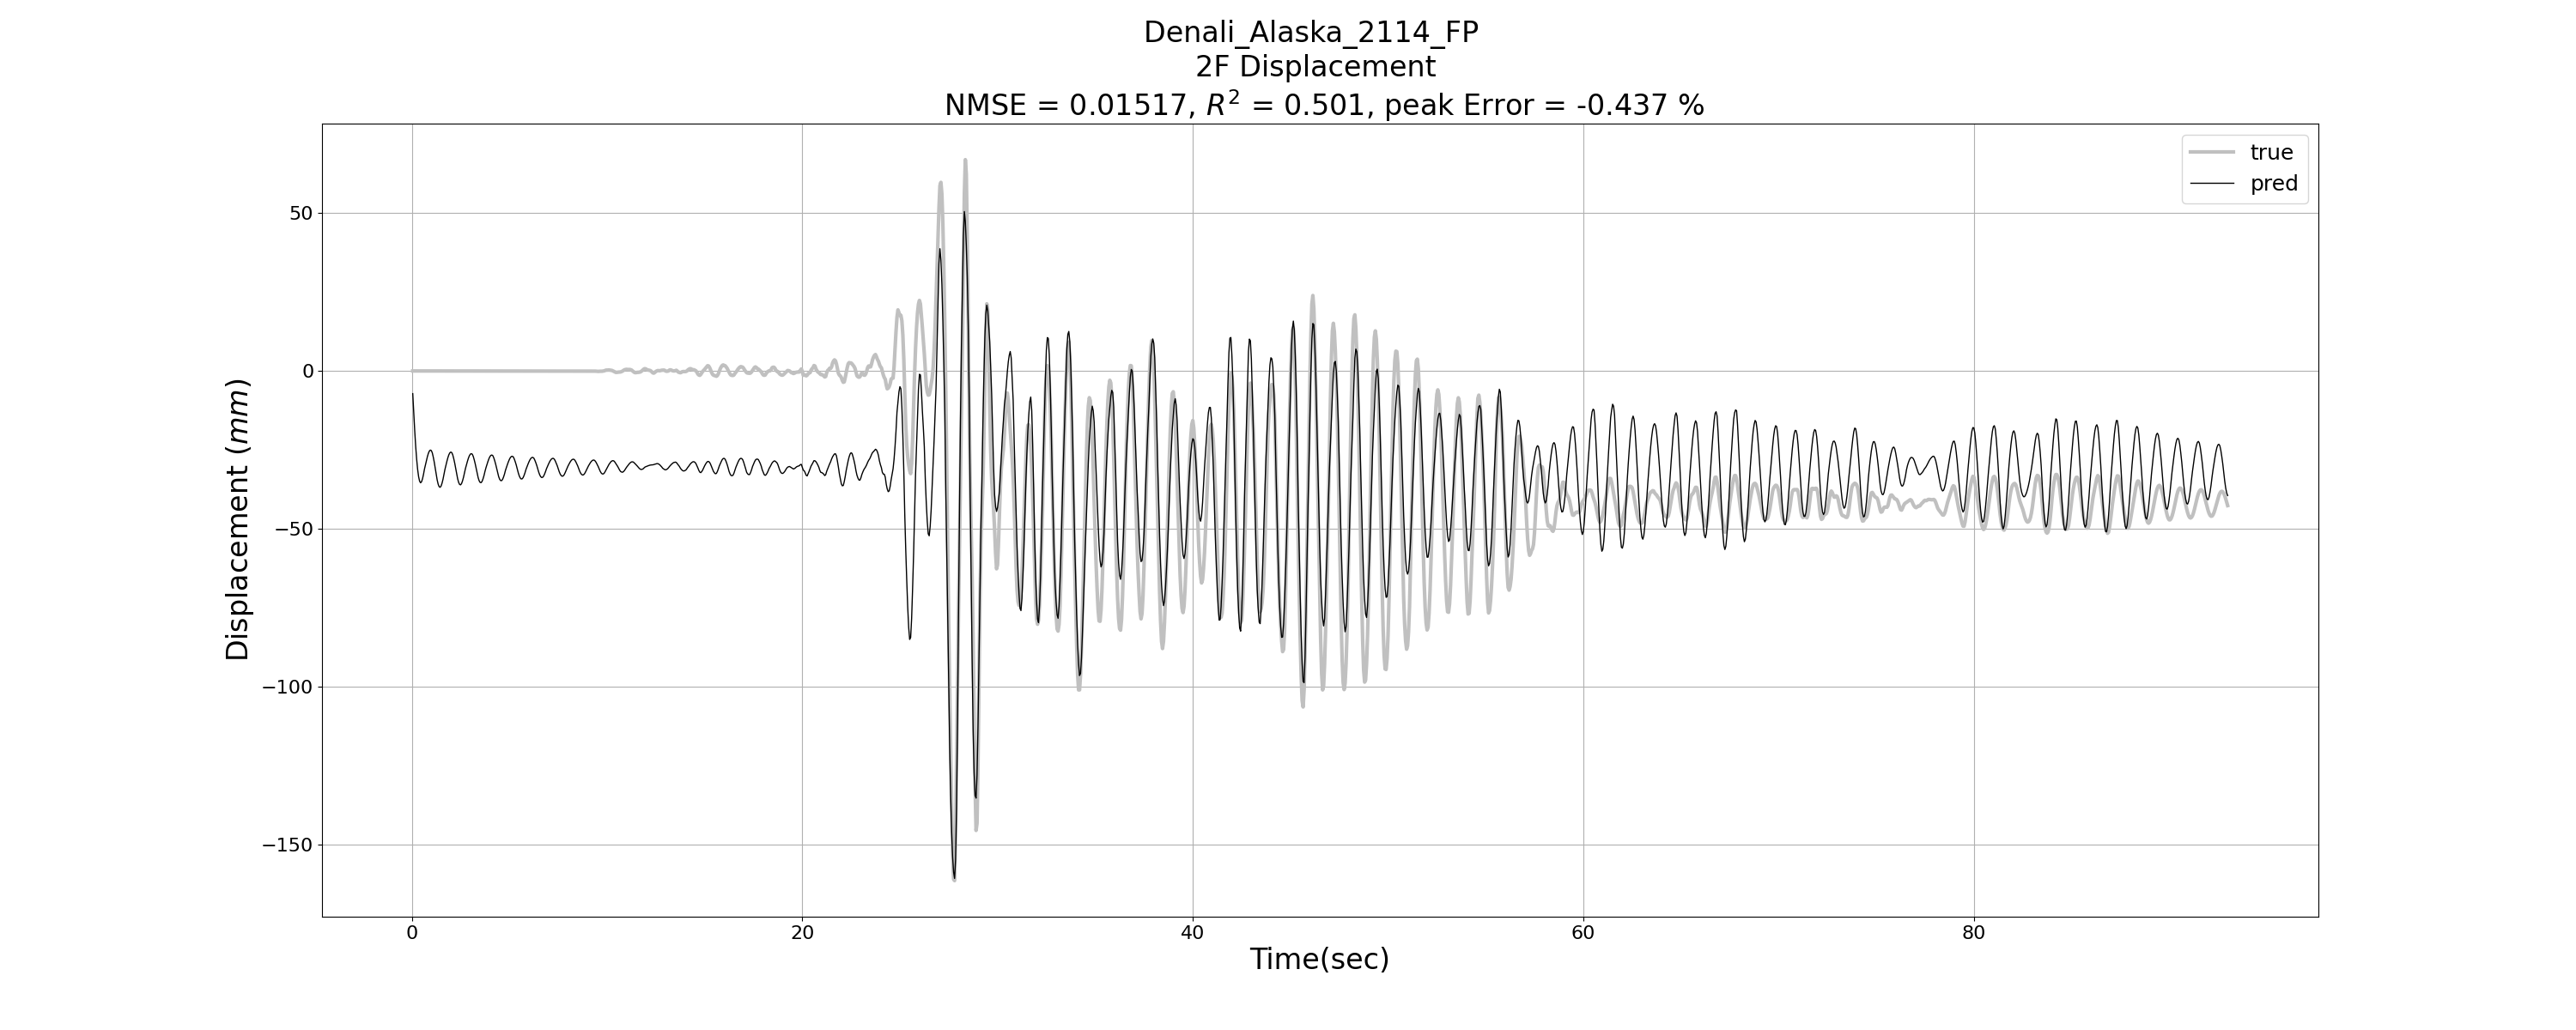 Denali_Alaska_2114_FP
2F Displacement
NMSE = 0.01517, R² = 0.501, peak Error = -0.437 %
true
pred
50
0
−50
−100
−150
Displacement (mm)
0 20 40 60 80
Time(sec)